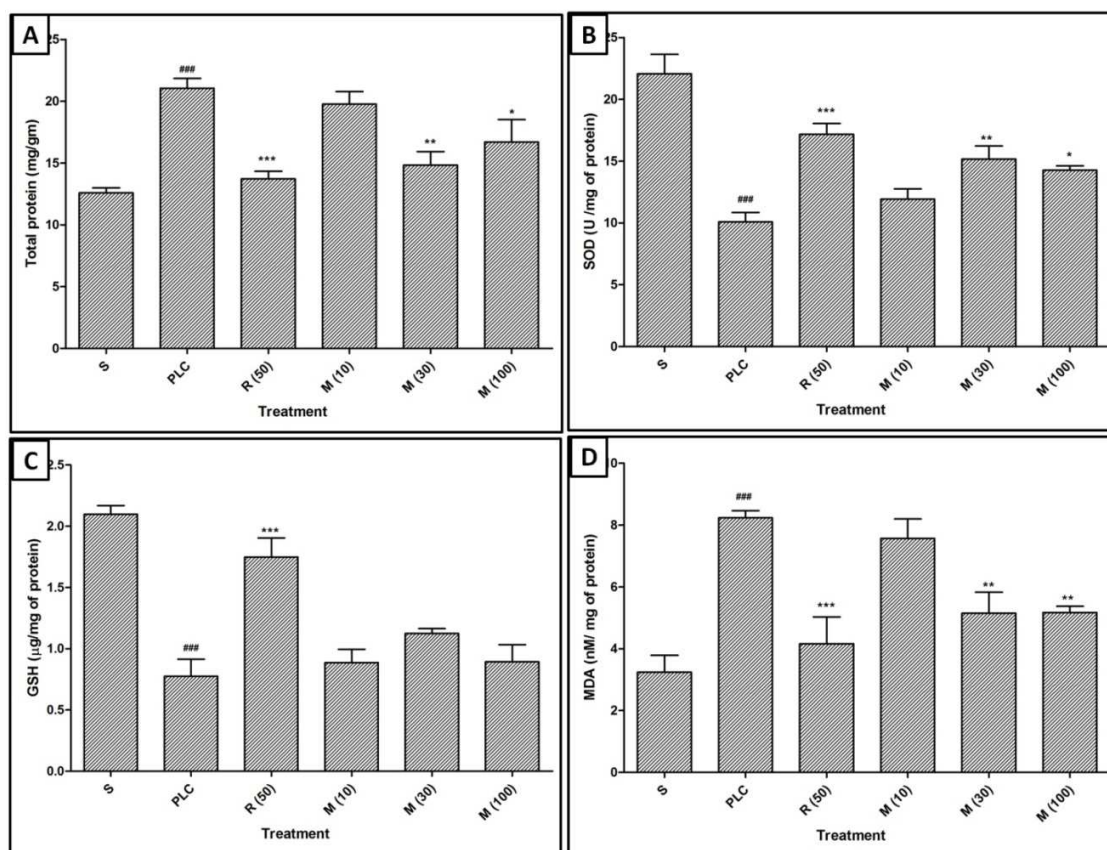 A
Total protein (mg/gm)
25
20
15
10
5
0
###
***
**
*
S
PLC
R (50)
M (10)
M (30)
M (100)
Treatment
B
SOD (U /mg of protein)
25
20
15
10
5
0
###
***
**
*
S
PLC
R (50)
M (10)
M (30)
M (100)
Treatment
C
GSH (µg/mg of protein)
2.5
2.0
1.5
1.0
0.5
0.0
###
***
S
PLC
R (50)
M (10)
M (30)
M (100)
Treatment
D
MDA (nM/ mg of protein)
10
8
6
4
2
0
###
***
**
**
S
PLC
R (50)
M (10)
M (30)
M (100)
Treatment